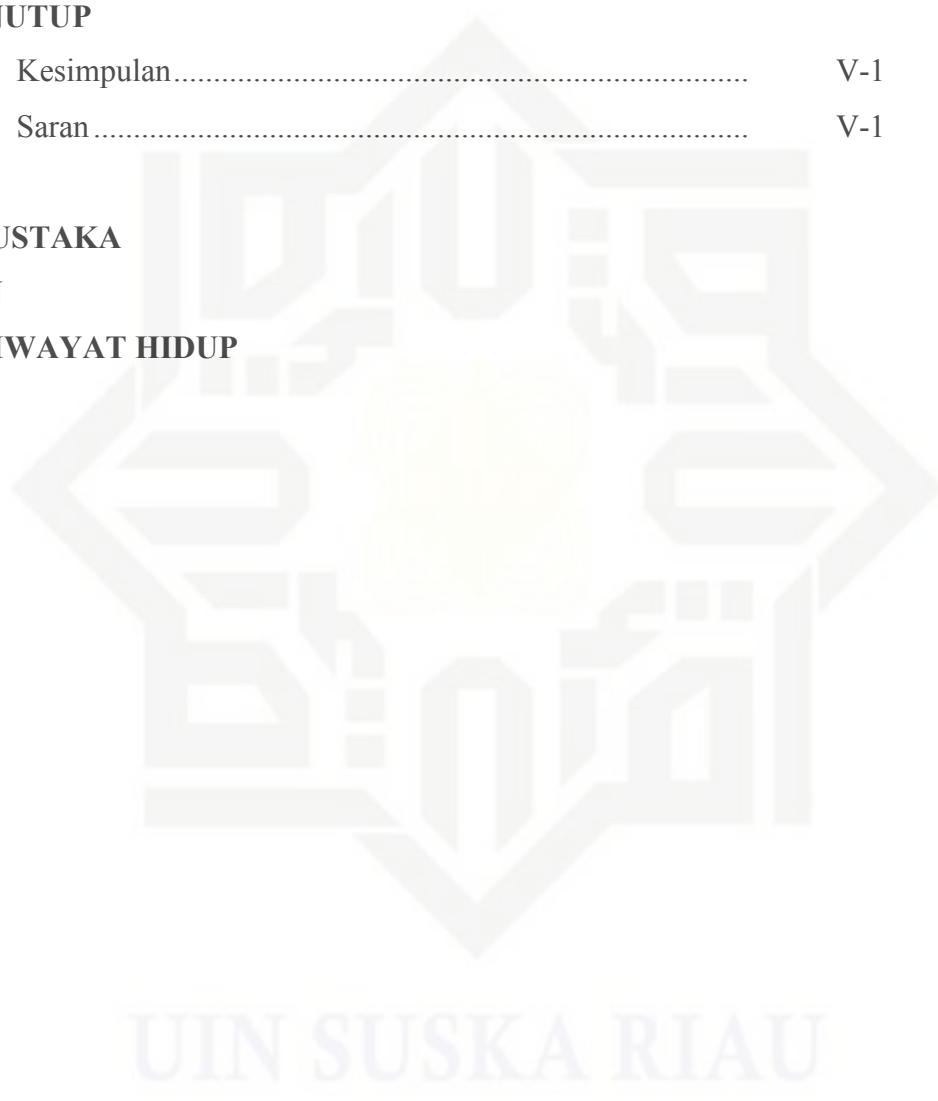 NUTUP
Kesimpulan....................................................................... V-1
Saran................................................................................. V-1
USTAKA
IWAYAT HIDUP
UIN SUSKA RIAU